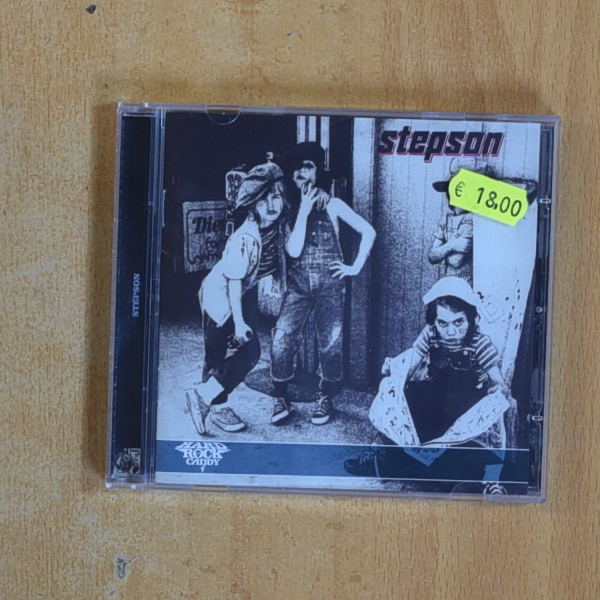 stepson
€ 18.00
STEPSON
HARD
ROCK
CANDY